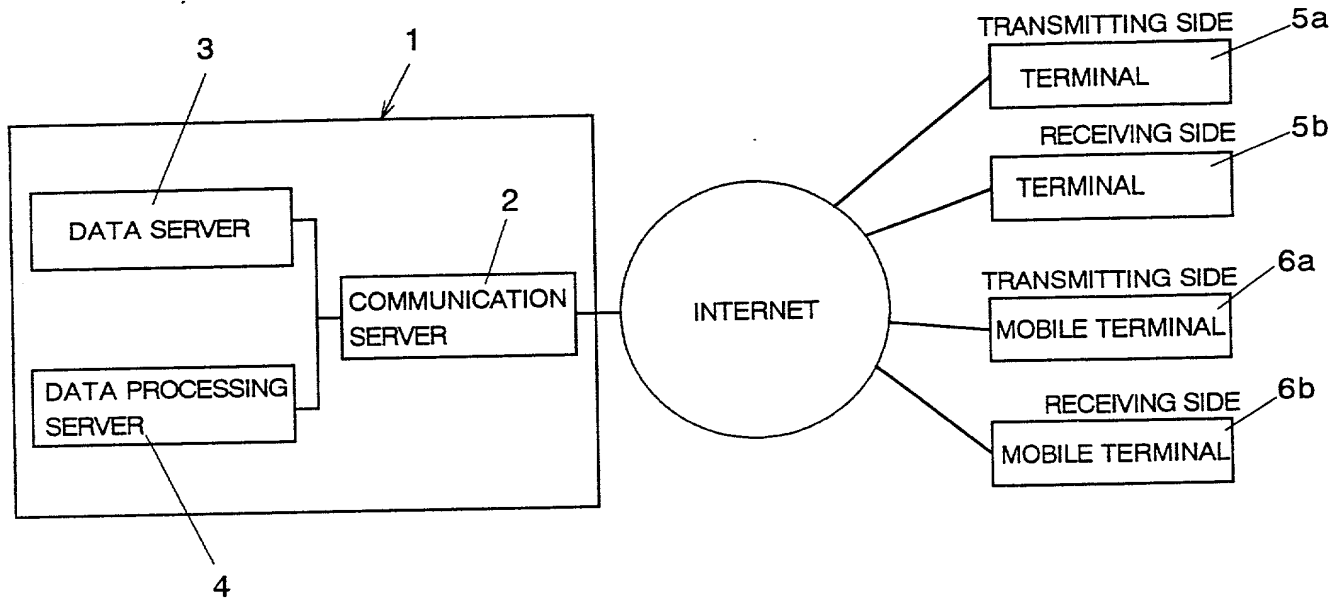 1
3
DATA SERVER
2
COMMUNICATION
SERVER
DATA PROCESSING
SERVER
4
INTERNET
TRANSMITTING SIDE
5a
TERMINAL
RECEIVING SIDE
5b
TERMINAL
TRANSMITTING SIDE
6a
MOBILE TERMINAL
RECEIVING SIDE
6b
MOBILE TERMINAL